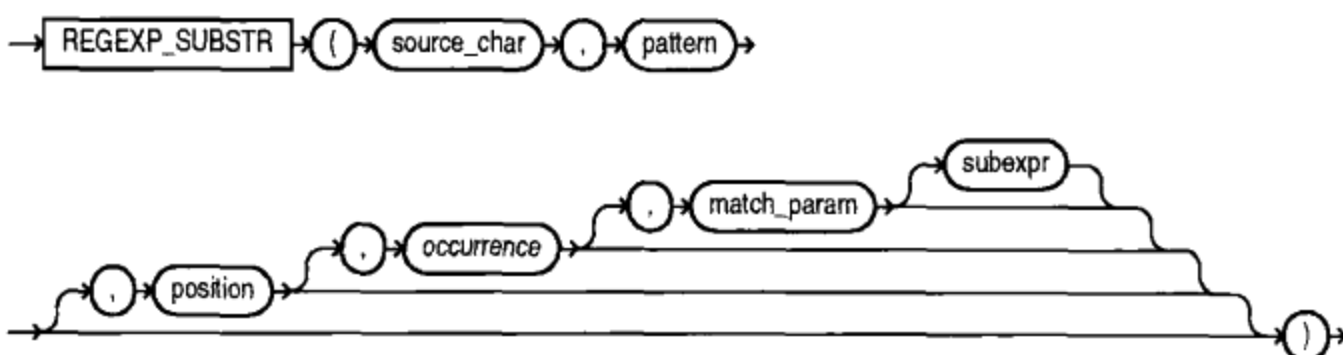 REGEXP_SUBSTR ( source_char , pattern
subexpr
, match_param
, occurrence
, position
)